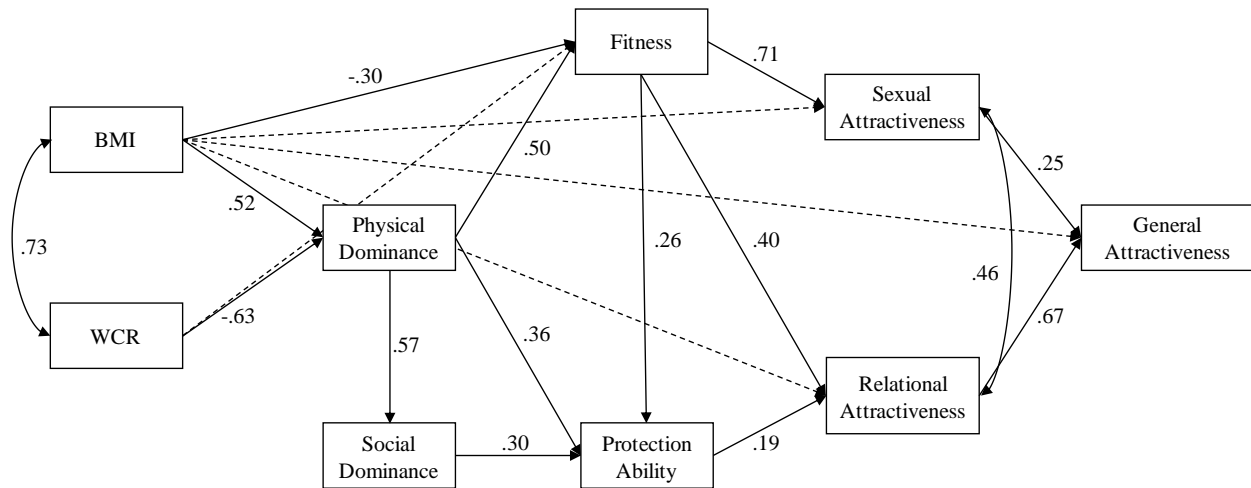 Fitness
-.30
.71
Sexual
Attractiveness
BMI
.50
.25
.52
Physical
Dominance
General
Attractiveness
.26
.40
.73
.46
WCR
-.63
.67
.57
.36
Relational
Attractiveness
Social
Dominance
.30
Protection
Ability
.19